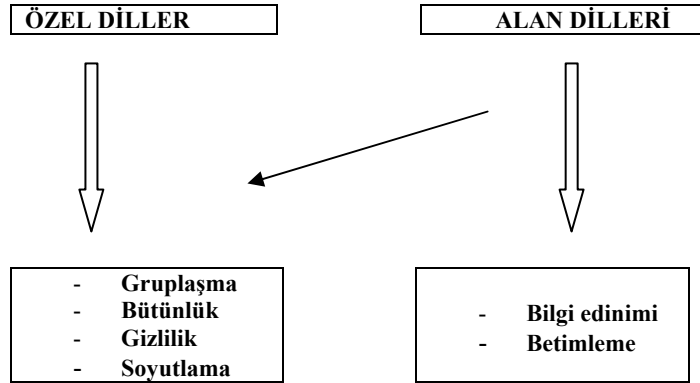 ÖZEL DİLLER
ALAN DİLLERİ
- Gruplaşma
- Bütünlük
- Gizlilik
- Soyutlama
- Bilgi edinimi
- Betimleme